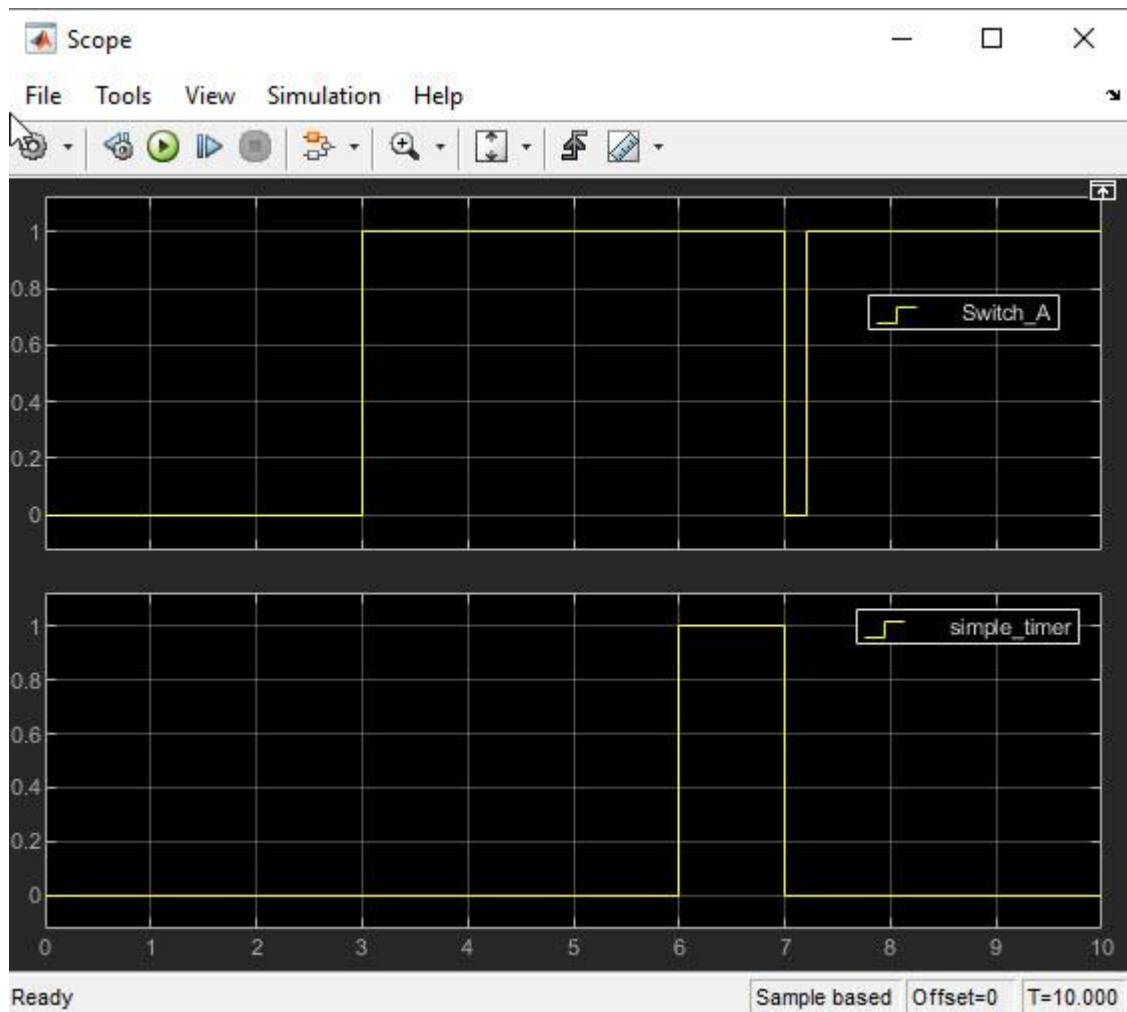 Scope
File Tools View Simulation Help
1
0.8
0.6
0.4
0.2
0
Switch_A
1
0.8
0.6
0.4
0.2
0
simple_timer
0 1 2 3 4 5 6 7 8 9 10
Ready Sample based Offset=0 T=10.000